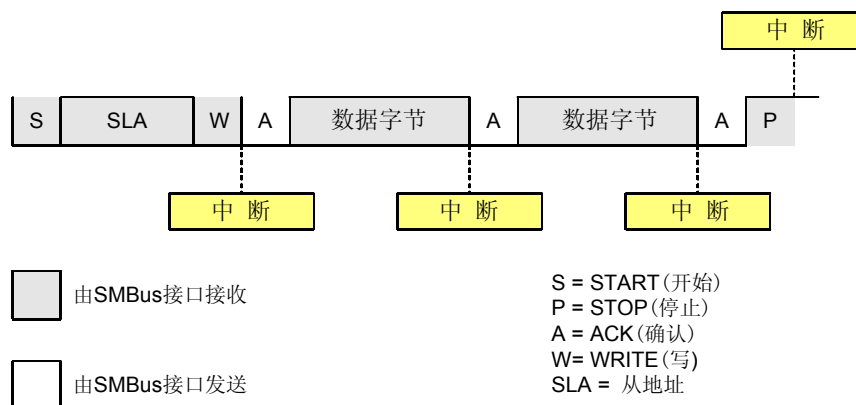 中 断
S SLA W A 数据字节 A 数据字节 A P
中 断 中 断 中 断
由SMBus接口接收
由SMBus接口发送
S = START(开始)
P = STOP(停止)
A = ACK(确认)
W= WRITE(写)
SLA = 从地址